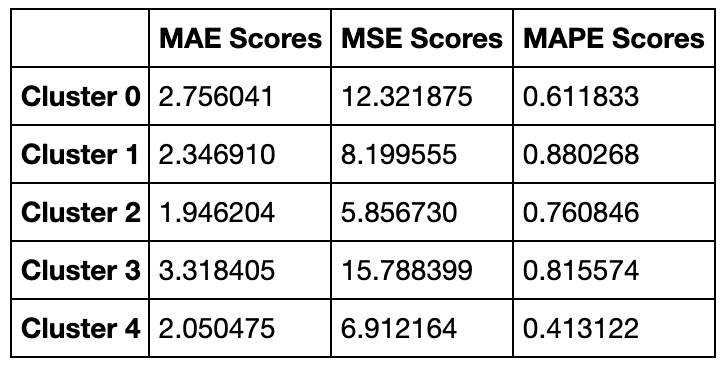 MAE Scores MSE Scores MAPE Scores
Cluster 0 2.756041 12.321875 0.611833
Cluster 1 2.346910 8.199555 0.880268
Cluster 2 1.946204 5.856730 0.760846
Cluster 3 3.318405 15.788399 0.815574
Cluster 4 2.050475 6.912164 0.413122